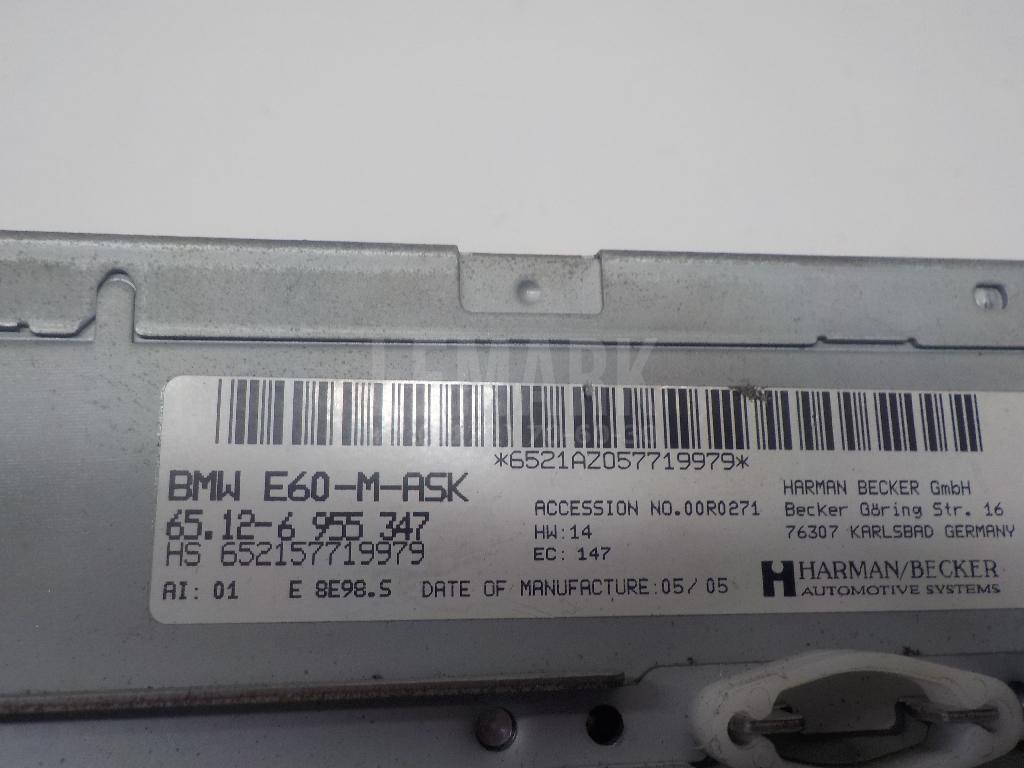 LEMARK
*6521AZ057719979*
BMW E60-M-ASK
65.12-6 955 347
HS 652157719979
AI: 01 E 8E98.S DATE OF MANUFACTURE:05/ 05
ACCESSION NO.00R0271
HW:14
EC: 147
HARMAN BECKER GmbH
Becker Göring Str. 16
76307 KARLSBAD GERMANY
HARMAN/BECKER
AUTOMOTIVE SYSTEMS